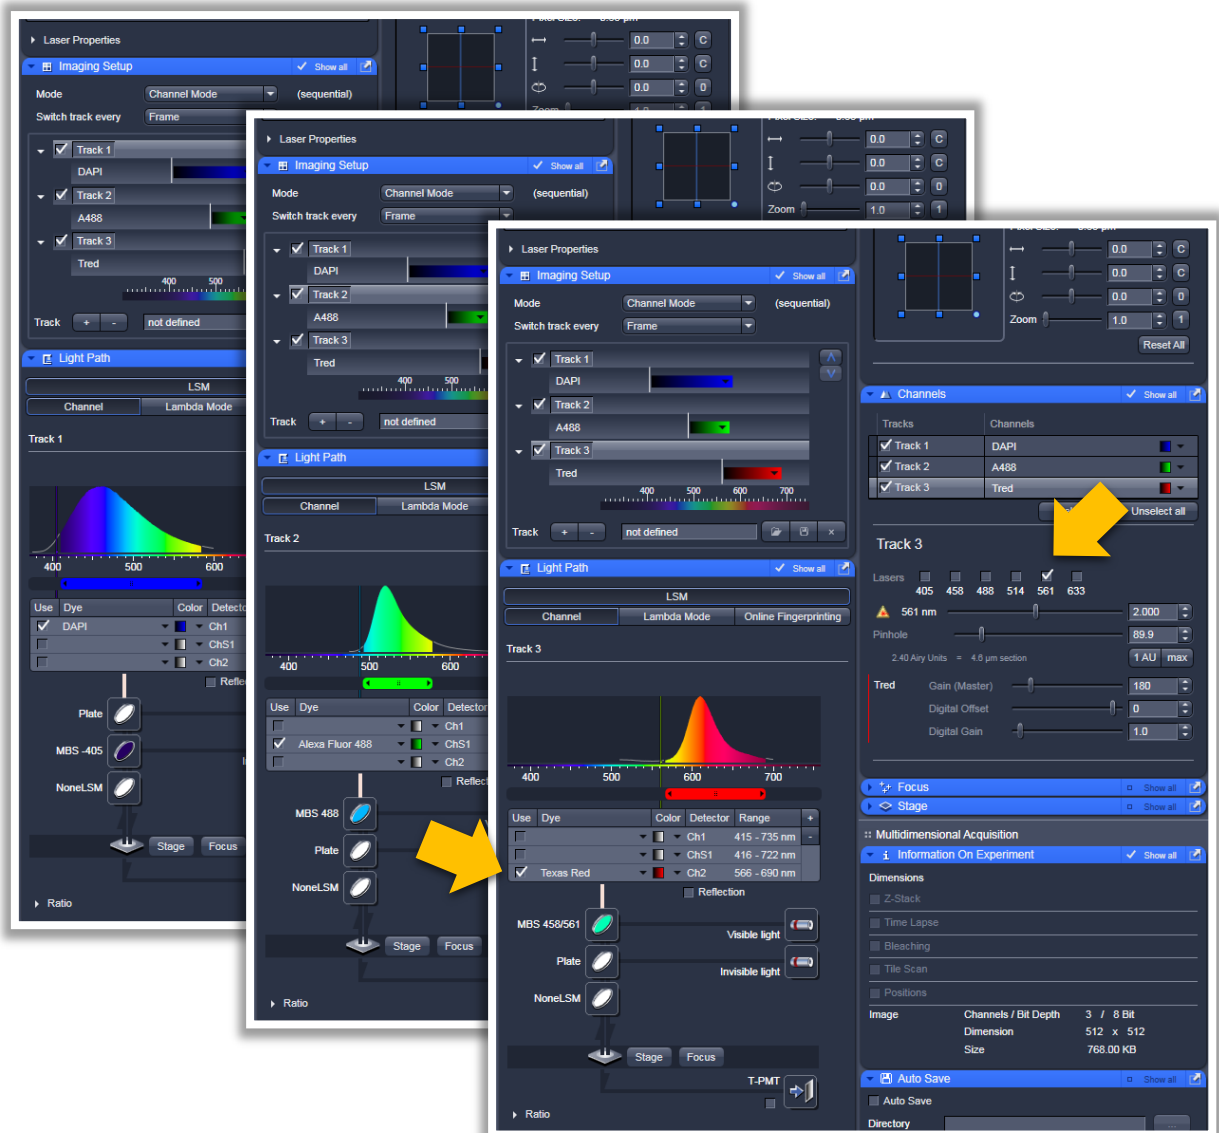 Laser Properties
Imaging Setup Show all
Mode Channel Mode (sequential)
Switch track every Frame
Track 1
DAPI
Track 2
A488
Track 3
Tred
400 500
Track + - not defined
Light Path
LSM
Channel Lambda Mode
Track 1
400 500 600
Use Dye Color
DAPI Ch1
ChS1
Ch2
Plate
MBS -405
NoneLSM
Stage Focus
Ratio
0.0 C
0.0 C
0.0 0
Laser Properties
Imaging Setup Show all
Mode Channel Mode (sequential)
Switch track every Frame
Track 1
DAPI
Track 2
A488
Track 3
Tred
400 500
Track + - not defined
Light Path
LSM
Channel Lambda Mode
Track 2
400 500 600
Use Dye Color Detector
Ch1
Alexa Fluor 488 ChS1
Ch2
MBS 488
Plate
NoneLSM
Stage Focus
Ratio
0.0 C
0.0 C
0.0 0
Zoom 1.0 1
Laser Properties
Imaging Setup Show all
Mode Channel Mode (sequential)
Switch track every Frame
Track 1
DAPI
Track 2
A488
Track 3
Tred
400 500 600 700
Track + - not defined x
Light Path Show all
LSM
Channel Lambda Mode Online Fingerprinting
Track 3
400 500 600 700
Use Dye Color Detector Range +
Ch1 415 - 735 nm -
ChS1 416 - 722 nm
Texas Red Ch2 566 - 690 nm
Reflection
MBS 458/561
Visible light
Plate
Invisible light
NoneLSM
Stage Focus
T-PMT
Ratio
0.0 C
0.0 C
0.0 0
Zoom 1.0 1
Reset All
Channels Show all
Tracks Channels
Track 1 DAPI
Track 2 A488
Track 3 Tred
Unselect all
Track 3
Lasers
405 458 488 514 561 633
561 nm 2.000
Pinhole 89.9
2.40 Airy Units = 4.6 µm section 1 AU max
Tred Gain (Master) 180
Digital Offset 0
Digital Gain 1.0
Focus Show all
Stage Show all
Multidimensional Acquisition
Information On Experiment Show all
Dimensions
Z-Stack
Time Lapse
Bleaching
Tile Scan
Positions
Image Channels / Bit Depth 3 / 8 Bit
Dimension 512 x 512
Size 768.00 KB
Auto Save Show all
Auto Save
Directory ...